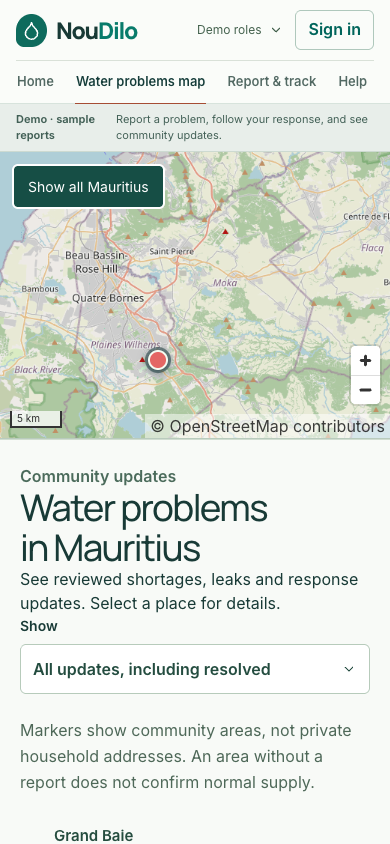 NouDilo
Demo roles
Sign in
Home
Water problems map
Report & track
Help
Demo · sample
reports
Report a problem, follow your response, and see
community updates.
Show all Mauritius
Centre de Fl
Beau Bassin-
Rose Hill
Saint Pierre
Flacq
Bambous
Moka
Quatre Bornes
Plaines Wilhems
Black River
5 km
© OpenStreetMap contributors
Community updates
Water problems
in Mauritius
See reviewed shortages, leaks and response
updates. Select a place for details.
Show
All updates, including resolved
Markers show community areas, not private
household addresses. An area without a
report does not confirm normal supply.
Grand Baie